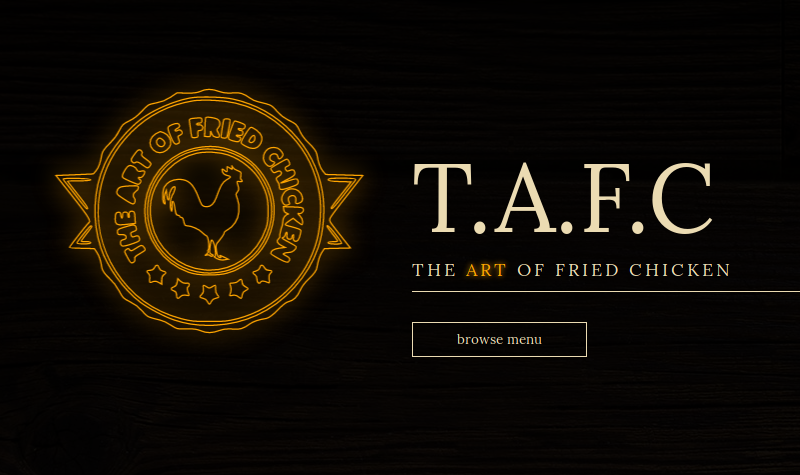 THE ART OF FRIED CHICKEN
T.A.F.C
THE ART OF FRIED CHICKEN
browse menu